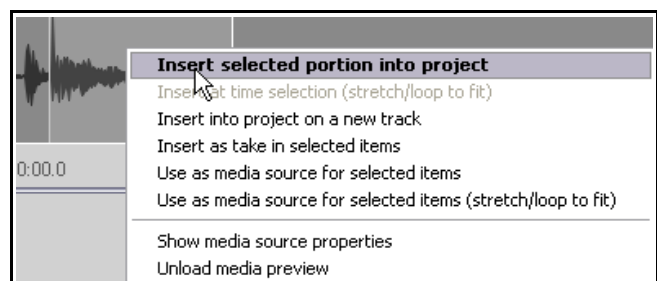 Insert selected portion into project
Insert at time selection (stretch/loop to fit)
Insert into project on a new track
Insert as take in selected items
0:00.0
Use as media source for selected items
Use as media source for selected items (stretch/loop to fit)
Show media source properties
Unload media preview